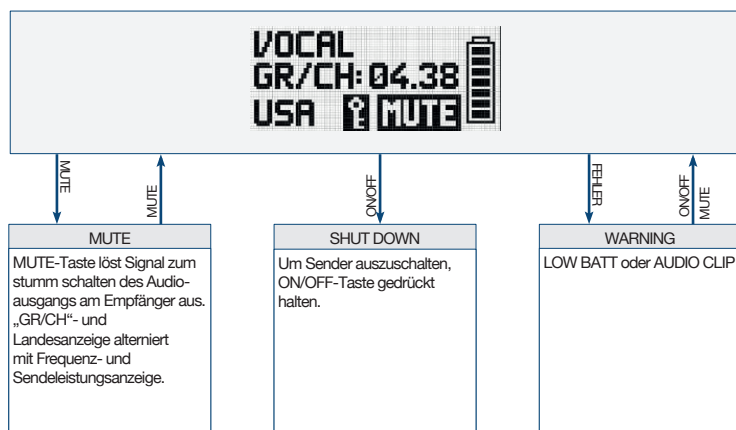 VOCAL
GR/CH: 04.38
USA MUTE
MUTE
MUTE
ON/OFF
FEHLER
ON/OFF
MUTE
MUTE
MUTE-Taste löst Signal zum
stumm schalten des Audio-
ausgangs am Empfänger aus.
„GR/CH“- und
Landesanzeige alterniert
mit Frequenz- und
Sendeleistungsanzeige.
SHUT DOWN
Um Sender auszuschalten,
ON/OFF-Taste gedrückt
halten.
WARNING
LOW BATT oder AUDIO CLIP